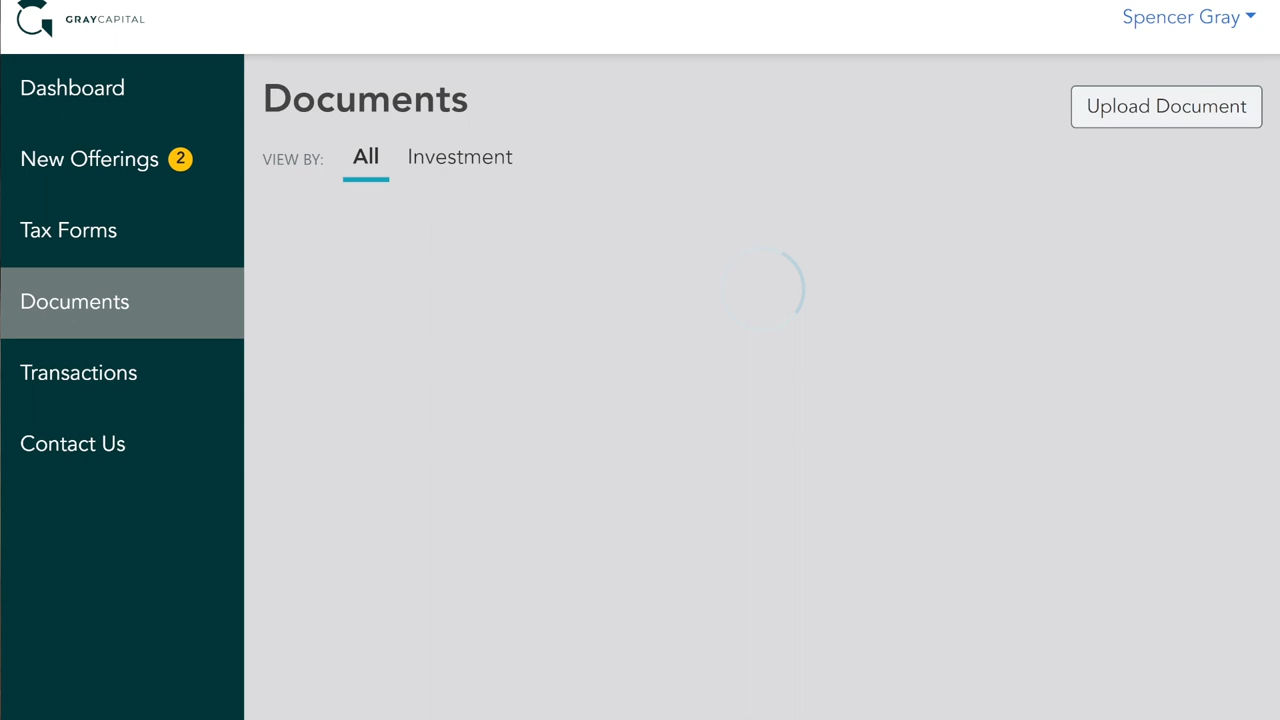 GRAYCAPITAL
Spencer Gray
Dashboard
New Offerings 2
Tax Forms
Documents
Transactions
Contact Us
Documents
Upload Document
VIEW BY: All Investment